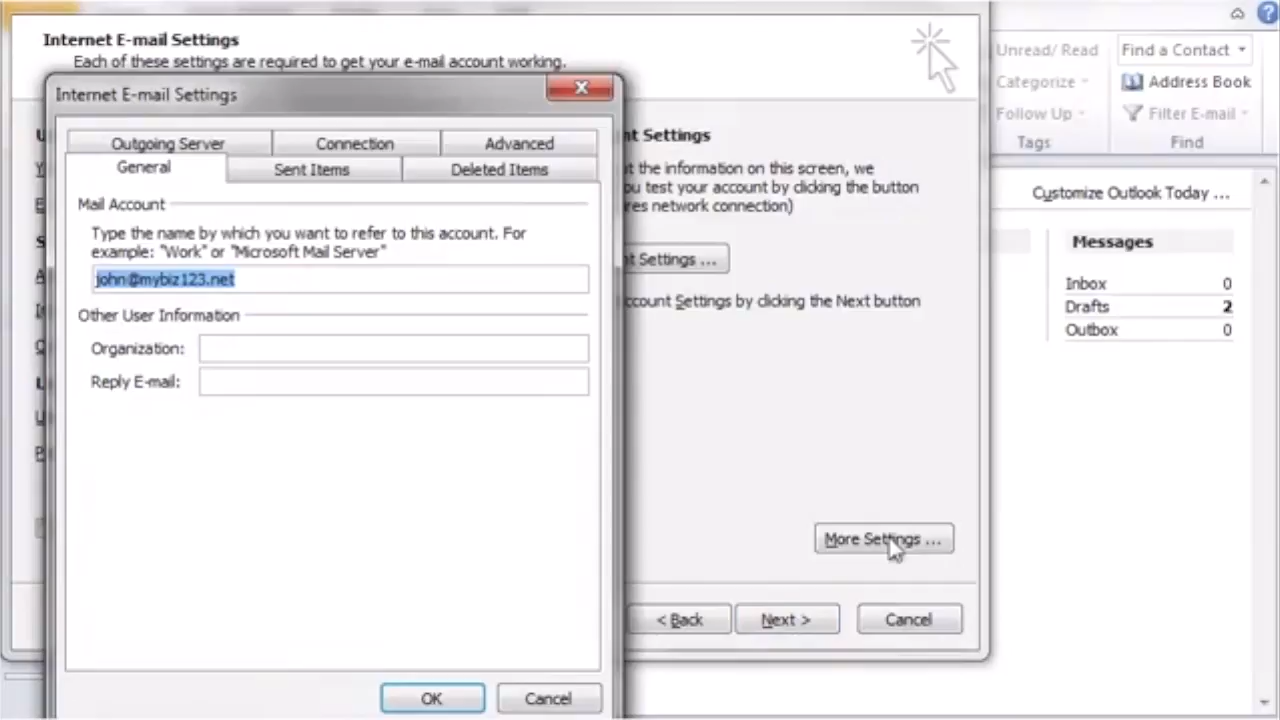 Internet E-mail Settings
Each of these settings are required to get your e-mail account working.
Internet E-mail Settings
Outgoing Server
Connection
Advanced
General
Sent Items
Deleted Items
Mail Account
Type the name by which you want to refer to this account. For
example: "Work" or "Microsoft Mail Server"
john@mybiz123.net
Other User Information
Organization:
Reply E-mail:
OK
Cancel
nt Settings
ut the information on this screen, we
ou test your account by clicking the button
res network connection)
nt Settings ...
ccount Settings by clicking the Next button
More Settings ...
< Back
Next >
Cancel
Unread/ Read
Categorize
Follow Up
Tags
Find a Contact
Address Book
Filter E-mail
Find
Customize Outlook Today ...
Messages
Inbox 0
Drafts 2
Outbox 0